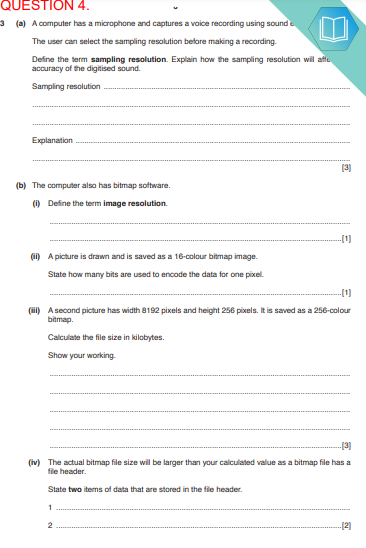 QUESTION 4.
3 (a) A computer has a microphone and captures a voice recording using sound
The user can select the sampling resolution before making a recording.
Define the term sampling resolution. Explain how the sampling resolution will
accuracy of the digitised sound.
Sampling resolution
Explanation
[3]
(b) The computer also has bitmap software.
(i) Define the term image resolution.
[1]
(ii) A picture is drawn and is saved as a 16-colour bitmap image.
State how many bits are used to encode the data for one pixel.
[1]
(iii) A second picture has width 8192 pixels and height 256 pixels. It is saved as a 256-colour
bitmap.
Calculate the file size in kilobytes.
Show your working.
[3]
(iv) The actual bitmap file size will be larger than your calculated value as a bitmap file has a
file header.
State two items of data that are stored in the file header.
1
2 [2]